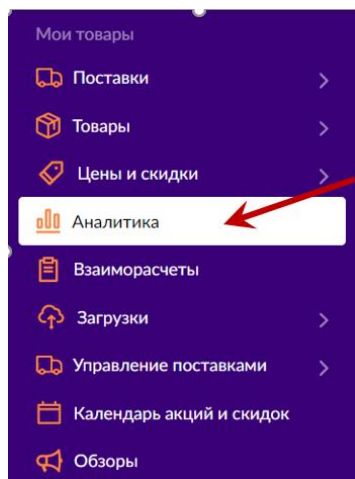 Мои товары
Поставки
Товары
Цены и скидки
Аналитика
Взаиморасчеты
Загрузки
Управление поставками
Календарь акций и скидок
Обзоры